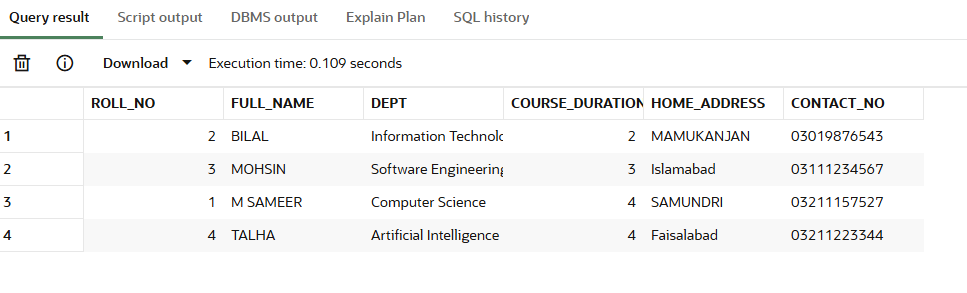 Query result Script output DBMS output Explain Plan SQL history
Download Execution time: 0.109 seconds
ROLL_NO FULL_NAME DEPT COURSE_DURATION HOME_ADDRESS CONTACT_NO
1 2 BILAL Information Technolo 2 MAMUKANJAN 03019876543
2 3 MOHSIN Software Engineering 3 Islamabad 03111234567
3 1 M SAMEER Computer Science 4 SAMUNDRI 03211157527
4 4 TALHA Artificial Intelligence 4 Faisalabad 03211223344